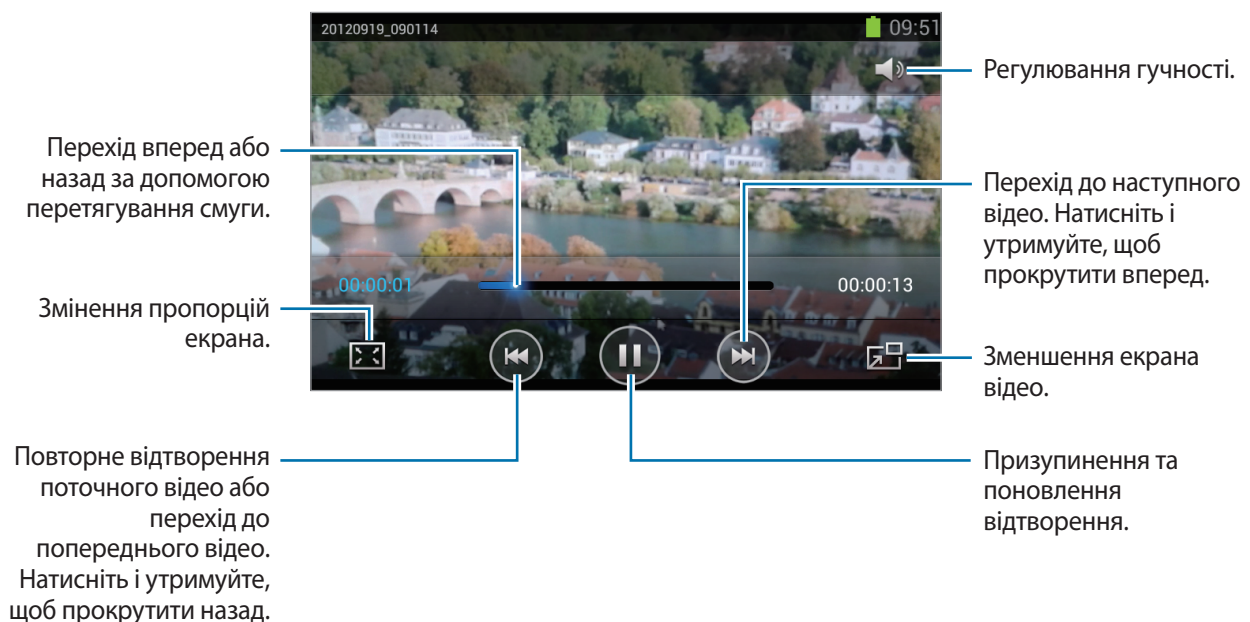 20120919_090114
09:51
Регулювання гучності.
Перехід вперед або
назад за допомогою
перетягування смуги.
Перехід до наступного
відео. Натисніть і
утримуйте, щоб
прокрутити вперед.
00:00:01
00:00:13
Змінення пропорцій
екрана.
Зменшення екрана
відео.
Повторне відтворення
поточного відео або
перехід до
попереднього відео.
Натисніть і утримуйте,
щоб прокрутити назад.
Призупинення та
поновлення
відтворення.